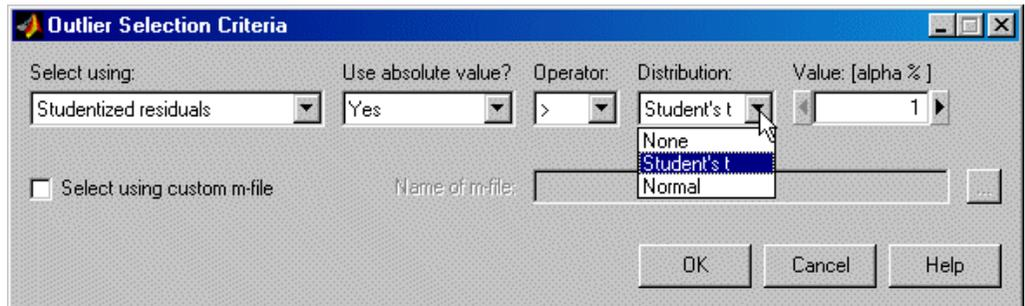 Outlier Selection Criteria
Select using: Use absolute value? Operator: Distribution: Value: [alpha % ]
Studentized residuals Yes > Student's t 1
None
Student's t
Normal
Select using custom m-file Name of m-file: ...
OK Cancel Help